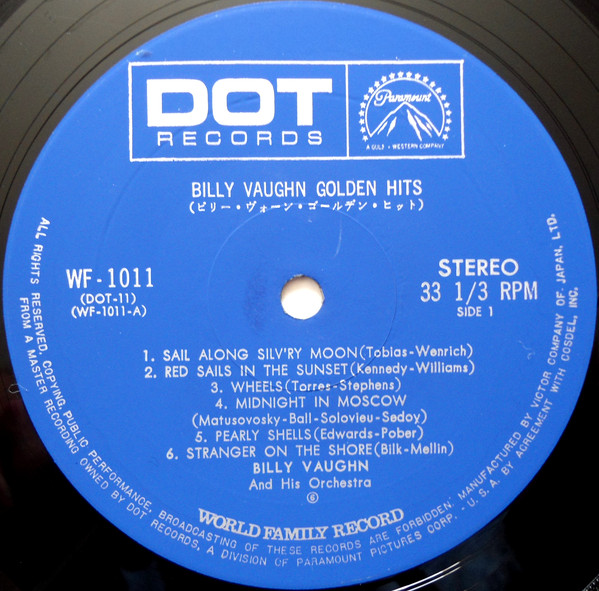 DOT
RECORDS
Paramount
A GULF + WESTERN COMPANY
BILLY VAUGHN GOLDEN HITS
(ビリー・ヴォーン・ゴールデン・ヒット)
WF-1011
(DOT-11)
(WF-1011-A)
STEREO
33 1/3 RPM
SIDE 1
1. SAIL ALONG SILV'RY MOON(Tobias-Wenrich)
2. RED SAILS IN THE SUNSET(Kennedy-Williams)
3. WHEELS(Torres-Stephens)
4. MIDNIGHT IN MOSCOW
(Matusovosky-Ball-Solovieu-Sedoy)
5. PEARLY SHELLS(Edwards-Pober)
6. STRANGER ON THE SHORE(Bilk-Mellin)
BILLY VAUGHN
And His Orchestra
WORLD FAMILY RECORD
ALL RIGHTS RESERVED. COPYING, PUBLIC PERFORMANCE, BROADCASTING OF THESE RECORDS ARE FORBIDDEN. MANUFACTURED BY VICTOR COMPANY OF JAPAN, LTD.
FROM A MASTER RECORDING OWNED BY DOT RECORDS, A DIVISION OF PARAMOUNT PICTURES CORP. - U. S. A. BY AGREEMENT WITH COSDEL, INC.